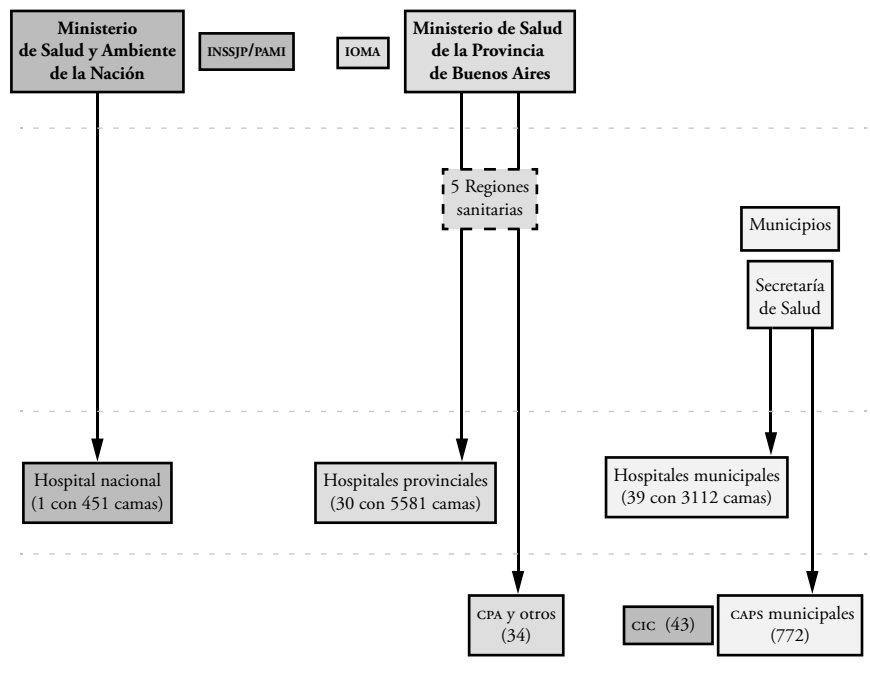 Ministerio
de Salud y Ambiente
de la Nación
INSSJP/PAMI
IOMA
Ministerio de Salud
de la Provincia
de Buenos Aires
5 Regiones
sanitarias
Municipios
Secretaría
de Salud
Hospital nacional
(1 con 451 camas)
Hospitales provinciales
(30 con 5581 camas)
Hospitales municipales
(39 con 3112 camas)
CPA y otros
(34)
CIC (43)
CAPS municipales
(772)